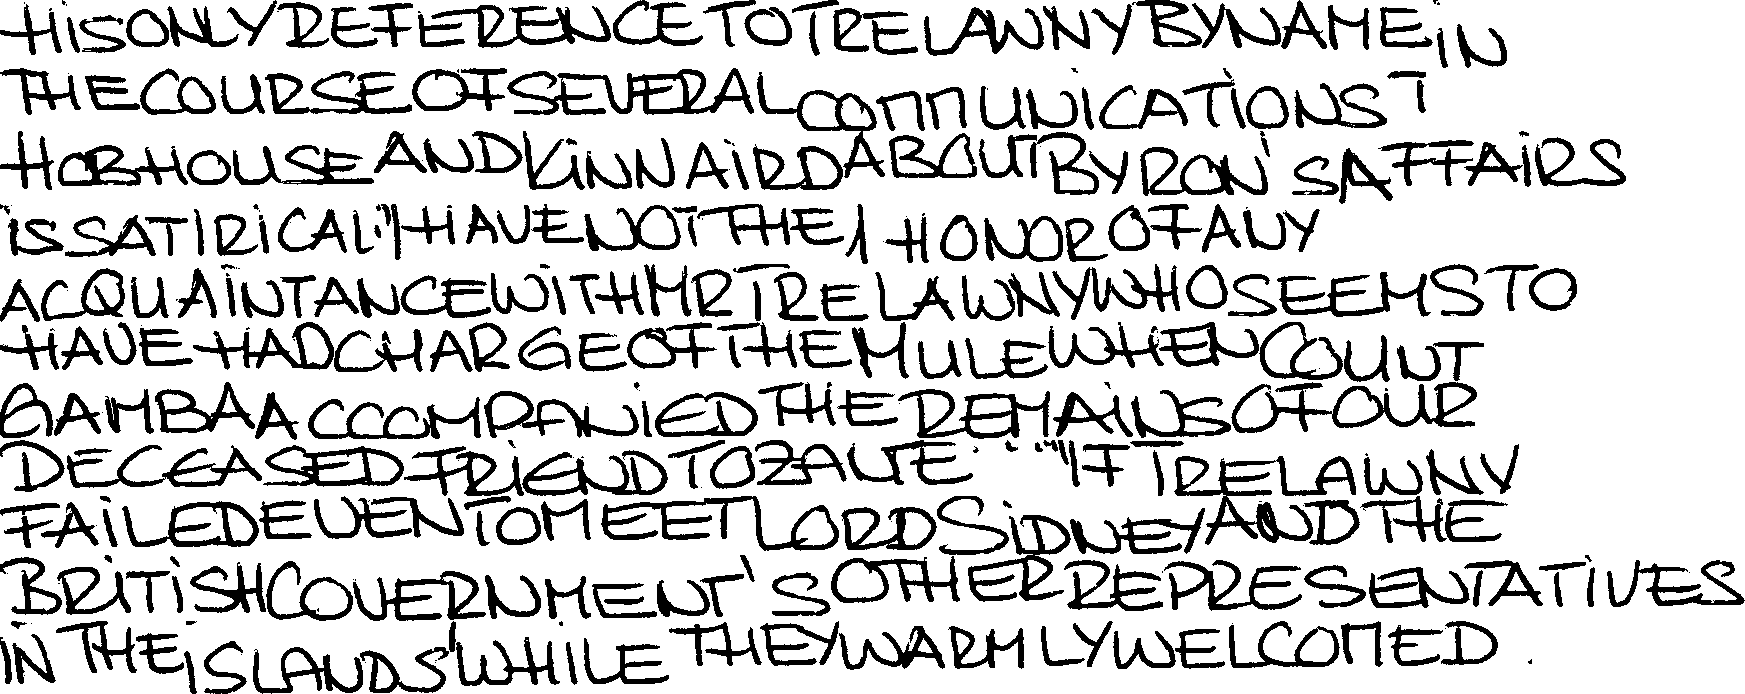 HIS ONLY REFERENCE TO TRELAWNY BY NAME IN
THE COURSE OF SEVERAL COMMUNICATIONS T
HOBHOUSE AND KINNAIRD ABOUT BYRON'S AFFAIRS
IS SATIRICAL: "I HAVE NOT THE HONOR OF ANY
ACQUAINTANCE WITH MR TRELAWNY WHO SEEMS TO
HAVE HAD CHARGE OF THE MULE WHEN COUNT
GAMBA ACCOMPANIED THE REMAINS OF OUR
DECEASED FRIEND TO ZANTE..." IF TRELAWNY
FAILED EVEN TO MEET LORD SIDNEY AND THE
BRITISH GOVERNMENT'S OTHER REPRESENTATIVES
IN THE ISLANDS' WHILE THEY WARMLY WELCOMED.